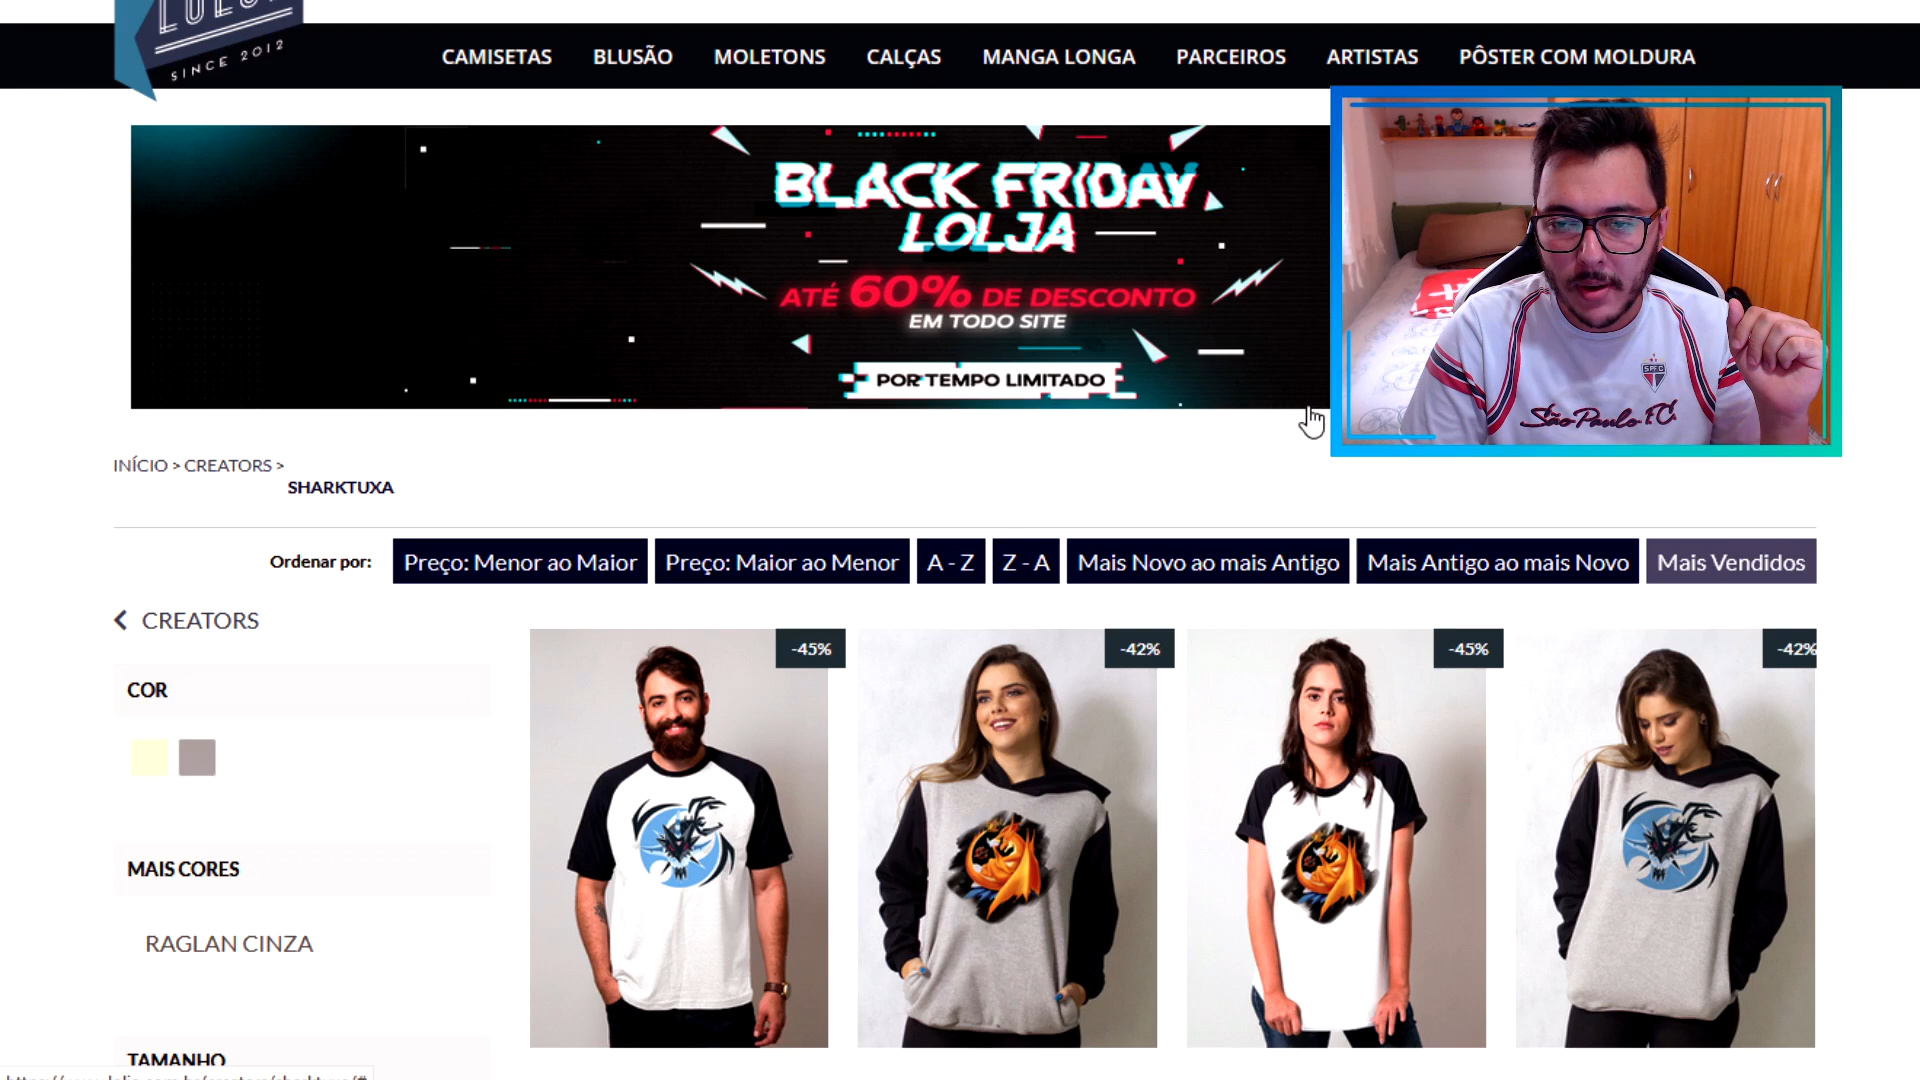 SINCE 2012
CAMISETAS BLUSÃO MOLETONS CALÇAS MANGA LONGA PARCEIROS ARTISTAS PÔSTER COM MOLDURA
BLACK FRIDAY
LOLJA
ATÉ 60% DE DESCONTO
EM TODO SITE
POR TEMPO LIMITADO
SPFC
São Paulo F.C.
INÍCIO > CREATORS >
SHARKTUXA
Ordenar por: Preço: Menor ao Maior Preço: Maior ao Menor A - Z Z - A Mais Novo ao mais Antigo Mais Antigo ao mais Novo Mais Vendidos
CREATORS
-45% -42% -45% -42%
COR
MAIS CORES
RAGLAN CINZA
TAMANHO